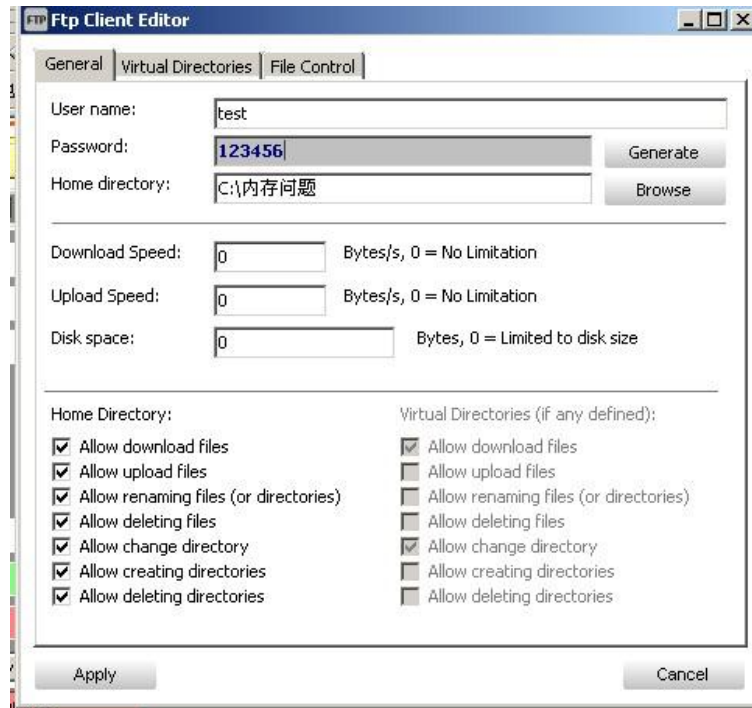 FTP Ftp Client Editor
General Virtual Directories File Control
User name: test
Password: 123456 Generate
Home directory: C:\内存问题 Browse
Download Speed: 0 Bytes/s, 0 = No Limitation
Upload Speed: 0 Bytes/s, 0 = No Limitation
Disk space: 0 Bytes, 0 = Limited to disk size
Home Directory: Virtual Directories (if any defined):
Allow download files Allow download files
Allow upload files Allow upload files
Allow renaming files (or directories) Allow renaming files (or directories)
Allow deleting files Allow deleting files
Allow change directory Allow change directory
Allow creating directories Allow creating directories
Allow deleting directories Allow deleting directories
Apply Cancel